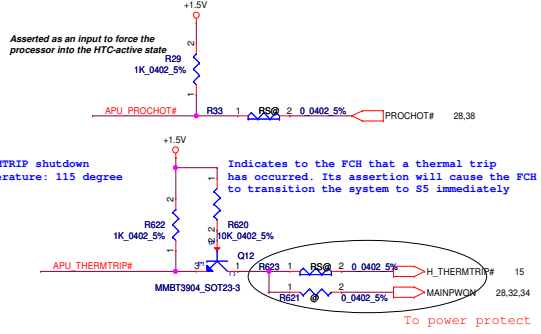 +1.5V
Asserted as an input to force the
processor into the HTC-active state
2
R29
1K_0402_5%
1
APU_PROCHOT#
R33
1
RS@
2
0_0402_5%
PROCHOT#
28,38
+1.5V
MTRIP shutdown
erature: 115 degree
Indicates to the FCH that a thermal trip
has occurred. Its assertion will cause the FCH
to transition the system to S5 immediately
2
1
R622
1K_0402_5%
R620
10K_0402_5%
1
2
2
Q12
APU_THERMTRIP#
3
1
MMBT3904_SOT23-3
R623
1
RS@
2
0_0402_5%
H_THERMTRIP#
15
R621
1
@
2
0_0402_5%
MAINPWON
28,32,34
To power protect